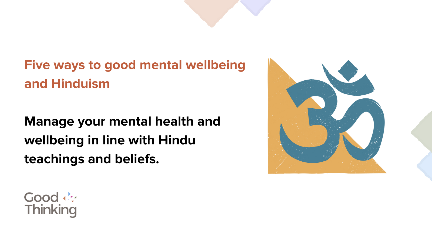 Five ways to good mental wellbeing
and Hinduism
Manage your mental health and
wellbeing in line with Hindu
teachings and beliefs.
ॐ
Good
Thinking